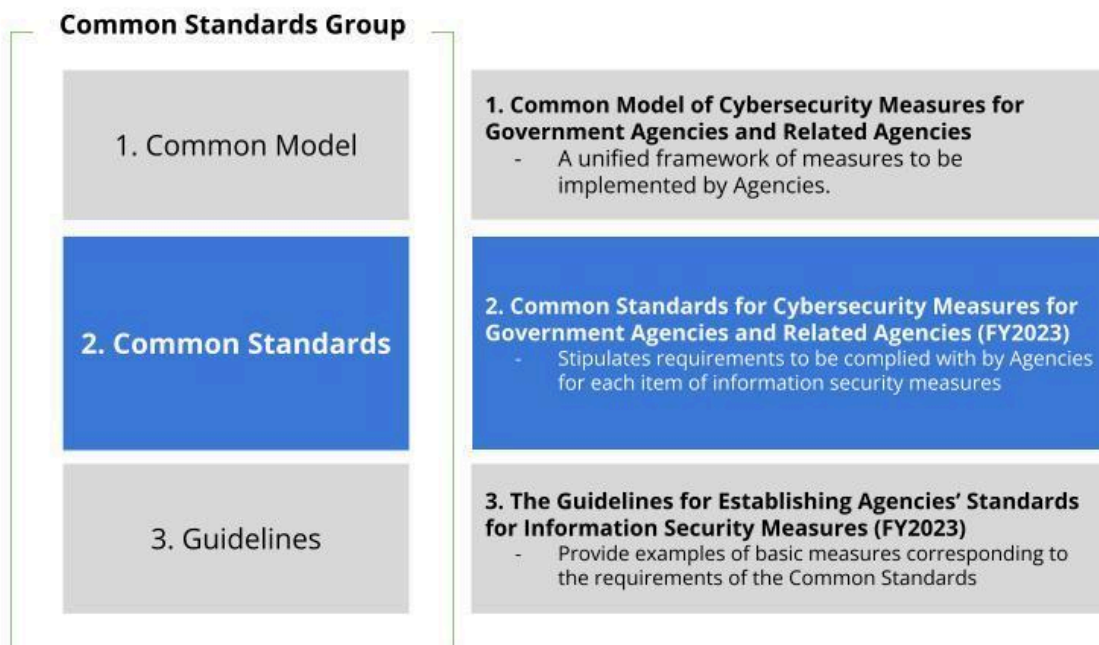 Common Standards Group
1. Common Model
1. Common Model of Cybersecurity Measures for
Government Agencies and Related Agencies
- A unified framework of measures to be
implemented by Agencies.
2. Common Standards
2. Common Standards for Cybersecurity Measures for
Government Agencies and Related Agencies (FY2023)
- Stipulates requirements to be complied with by Agencies
for each item of information security measures
3. Guidelines
3. The Guidelines for Establishing Agencies’ Standards
for Information Security Measures (FY2023)
- Provide examples of basic measures corresponding to
the requirements of the Common Standards